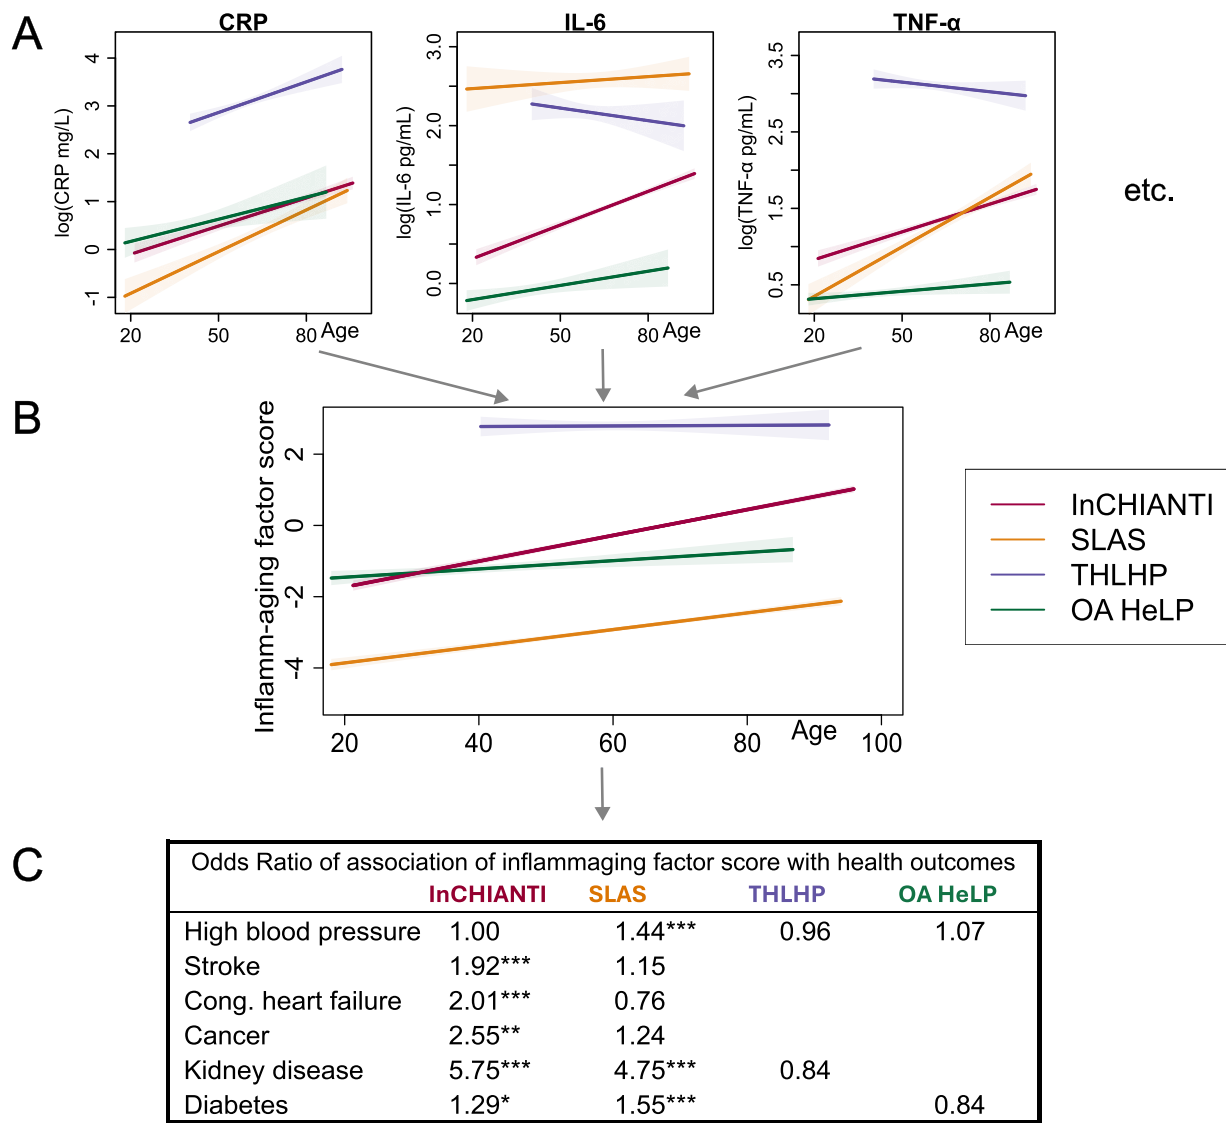 A
CRP
IL-6
TNF-α
log(CRP mg/L)
-1 0 1 2 3 4
20 50 80 Age
log(IL-6 pg/mL)
0.0 1.0 2.0 3.0
20 50 80 Age
log(TNF-α pg/mL)
0.5 1.5 2.5 3.5
20 50 80 Age
etc.
B
Inflamm-aging factor score
-4 -2 0 2
20 40 60 80 Age 100
InCHIANTI
SLAS
THLHP
OA HeLP
C
Odds Ratio of association of inflammaging factor score with health outcomes
InCHIANTI SLAS THLHP OA HeLP
High blood pressure 1.00 1.44*** 0.96 1.07
Stroke 1.92*** 1.15
Cong. heart failure 2.01*** 0.76
Cancer 2.55** 1.24
Kidney disease 5.75*** 4.75*** 0.84
Diabetes 1.29* 1.55*** 0.84